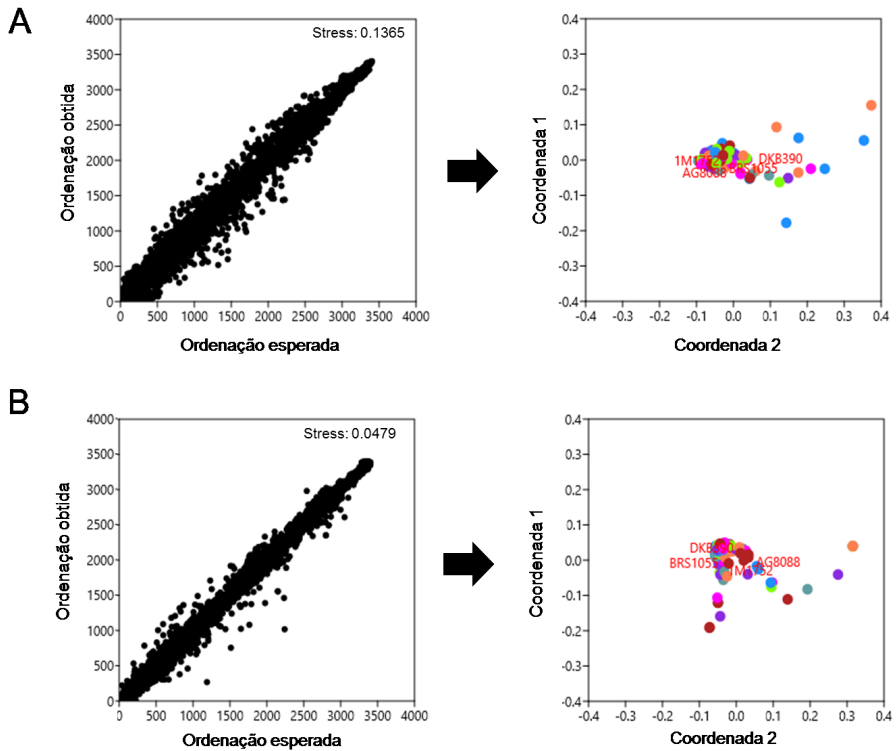 A
Stress: 0.1365
Ordenação obtida
4000
3500
3000
2500
2000
1500
1000
500
0
0 500 1000 1500 2000 2500 3000 3500 4000
Ordenação esperada
Coordenada 1
0.4
0.3
0.2
0.1
0.0
-0.1
-0.2
-0.3
-0.4
DKB390
BRS1055
AG8088
-0.4 -0.3 -0.2 -0.1 0.0 0.1 0.2 0.3 0.4
Coordenada 2
B
Stress: 0.0479
Ordenação obtida
4000
3500
3000
2500
2000
1500
1000
500
0
0 500 1000 1500 2000 2500 3000 3500 4000
Ordenação esperada
Coordenada 1
0.4
0.3
0.2
0.1
0.0
-0.1
-0.2
-0.3
-0.4
AG8088
-0.4 -0.3 -0.2 -0.1 0.0 0.1 0.2 0.3 0.4
Coordenada 2